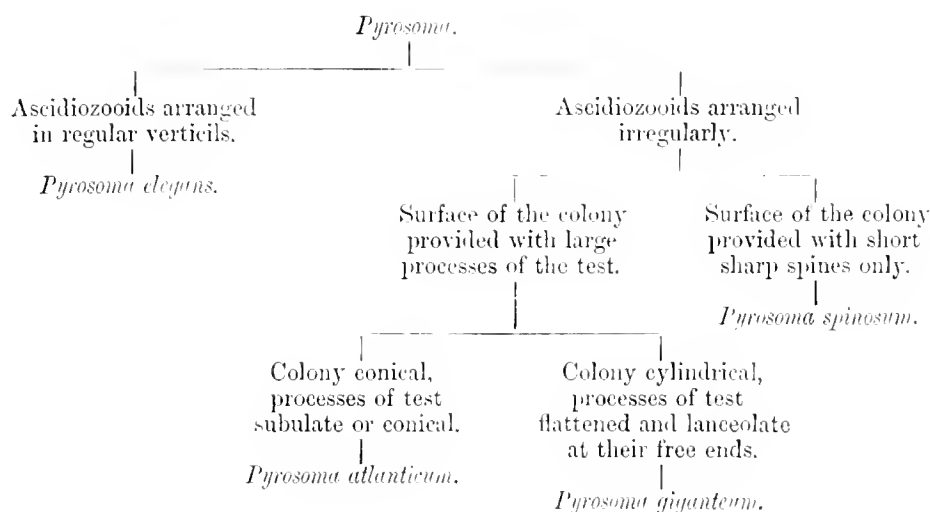 Pyrosoma.
Ascidiozooids arranged
in regular verticils.
Pyrosoma elegans.
Ascidiozooids arranged
irregularly.
Surface of the colony
provided with large
processes of the test.
Surface of the colony
provided with short
sharp spines only.
Pyrosoma spinosum.
Colony conical,
processes of test
subulate or conical.
Pyrosoma atlanticum.
Colony cylindrical,
processes of test
flattened and lanceolate
at their free ends.
Pyrosoma giganteum.